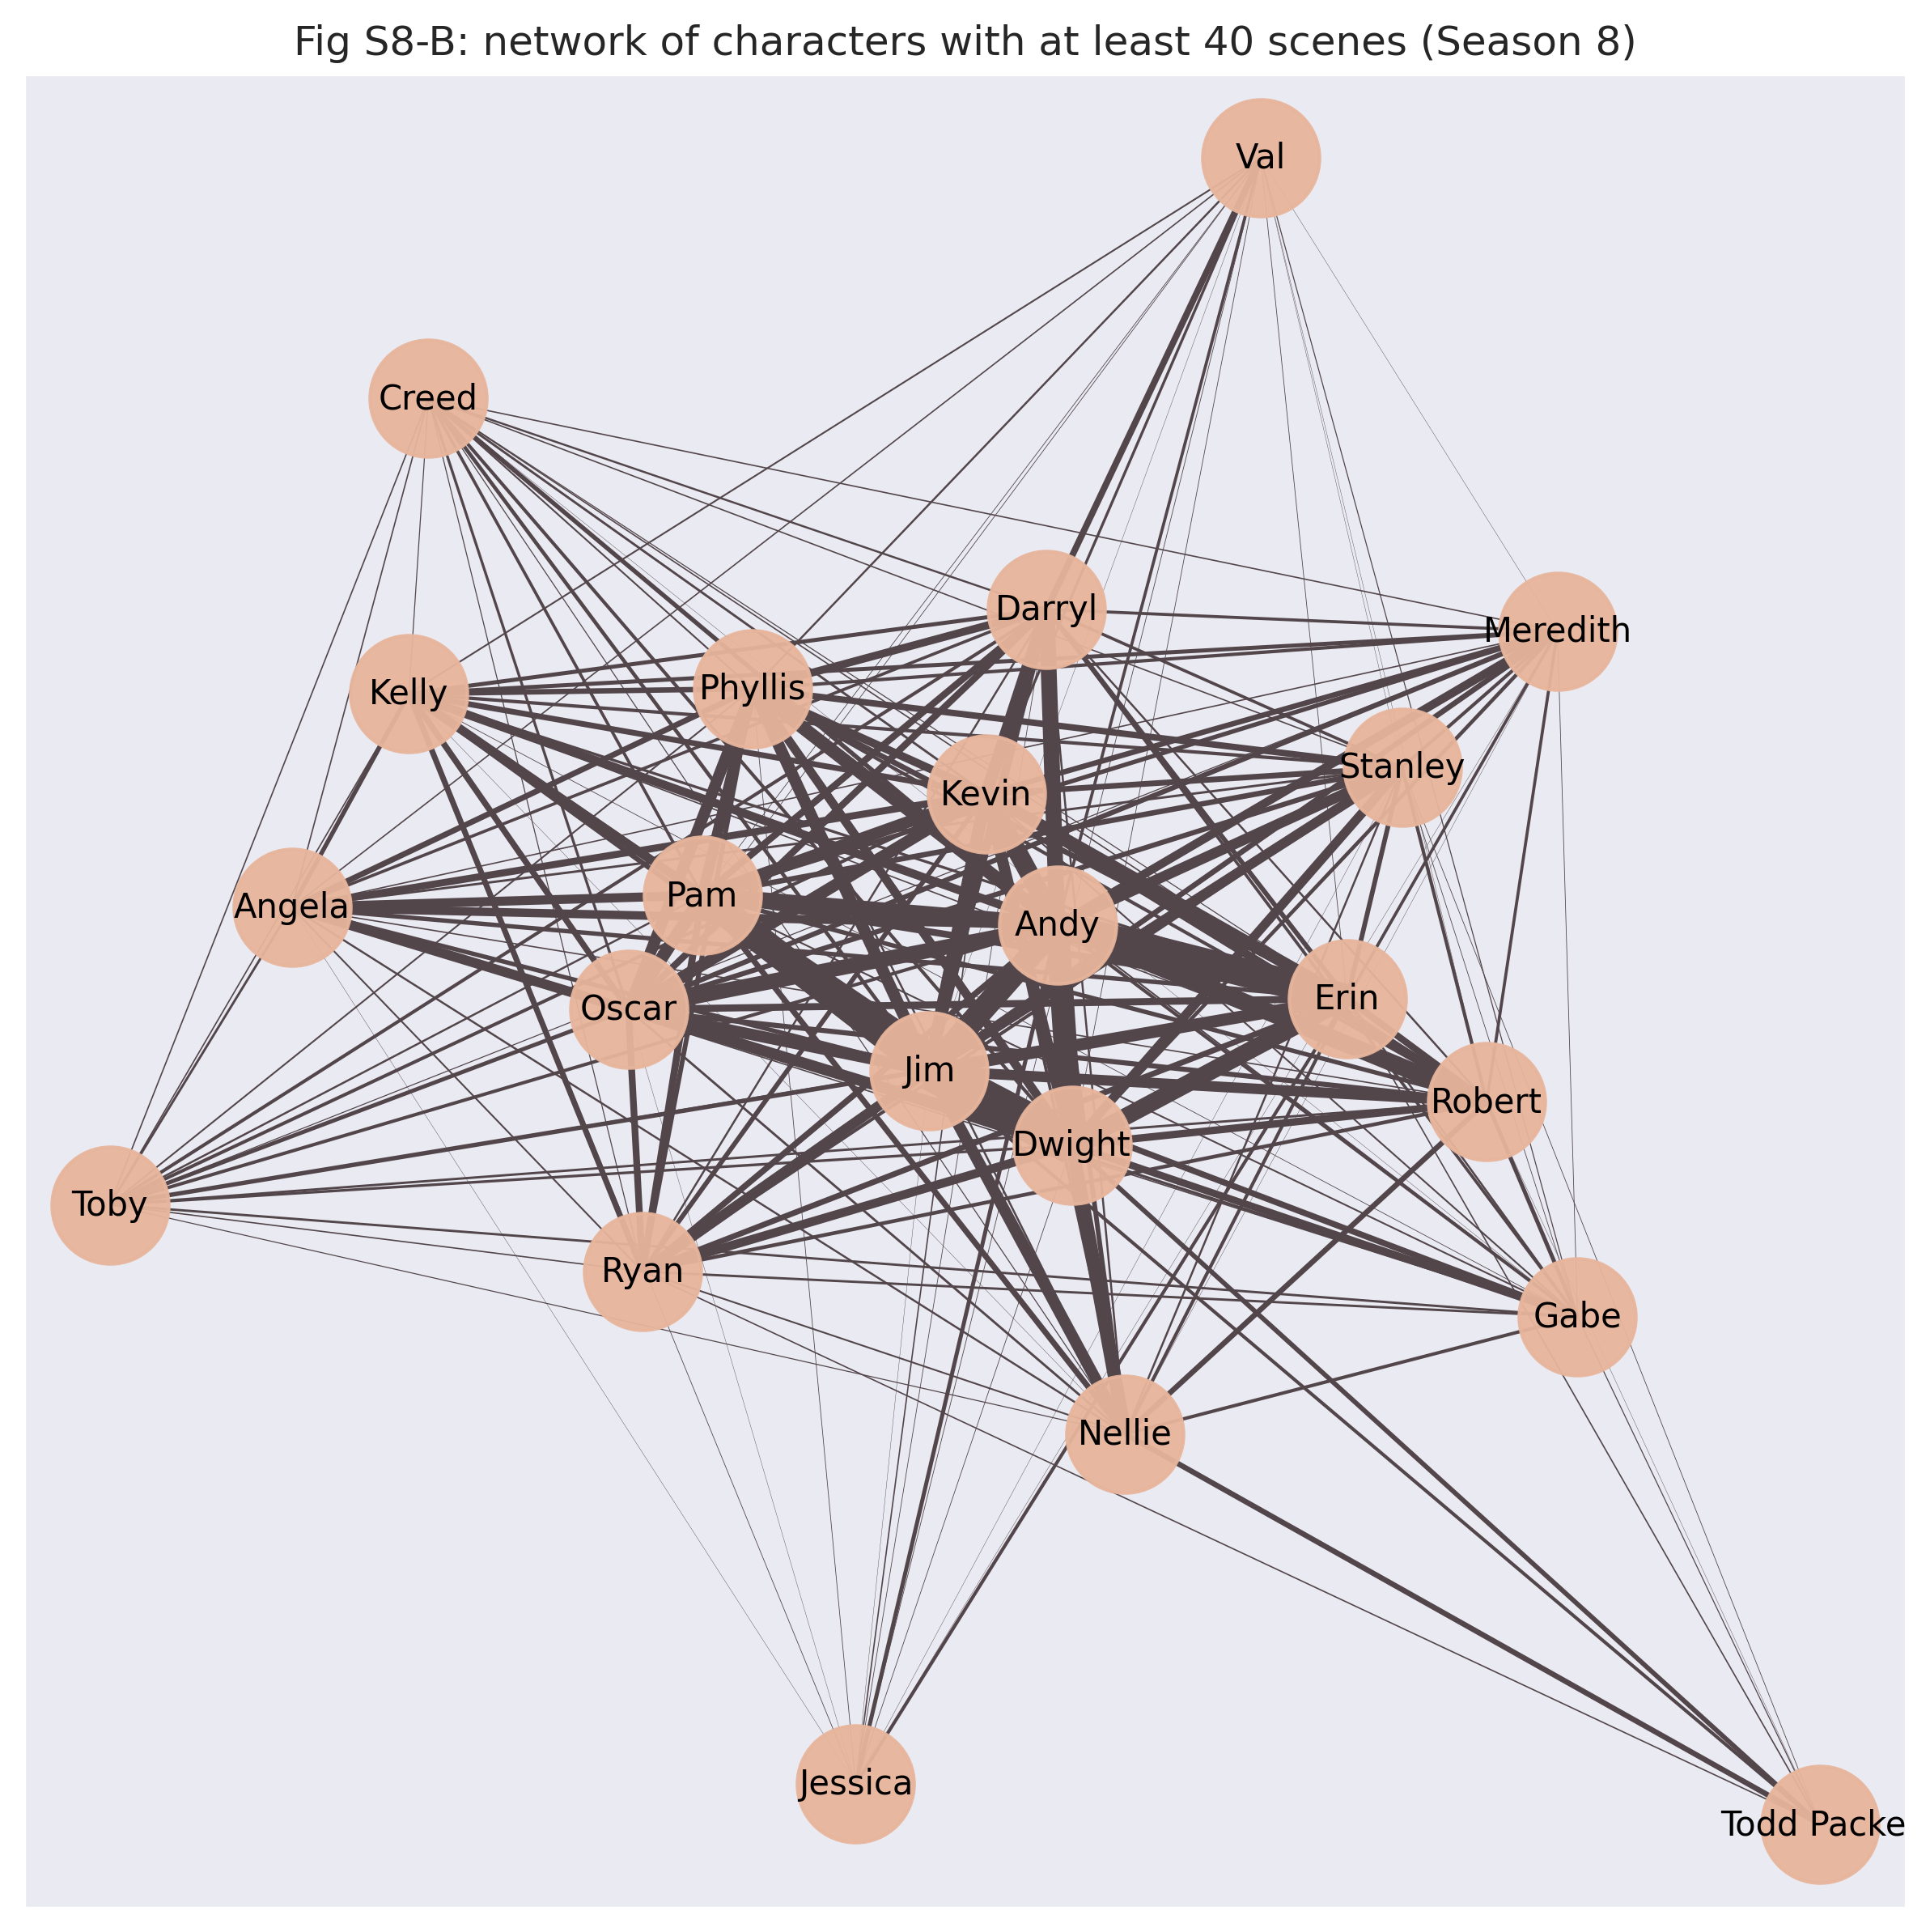 Fig S8-B: network of characters with at least 40 scenes (Season 8)
Val
Creed
Darryl
Meredith
Kelly
Phyllis
Stanley
Kevin
Pam
Angela
Andy
Erin
Oscar
Jim
Robert
Dwight
Toby
Ryan
Gabe
Nellie
Jessica
Todd Packe